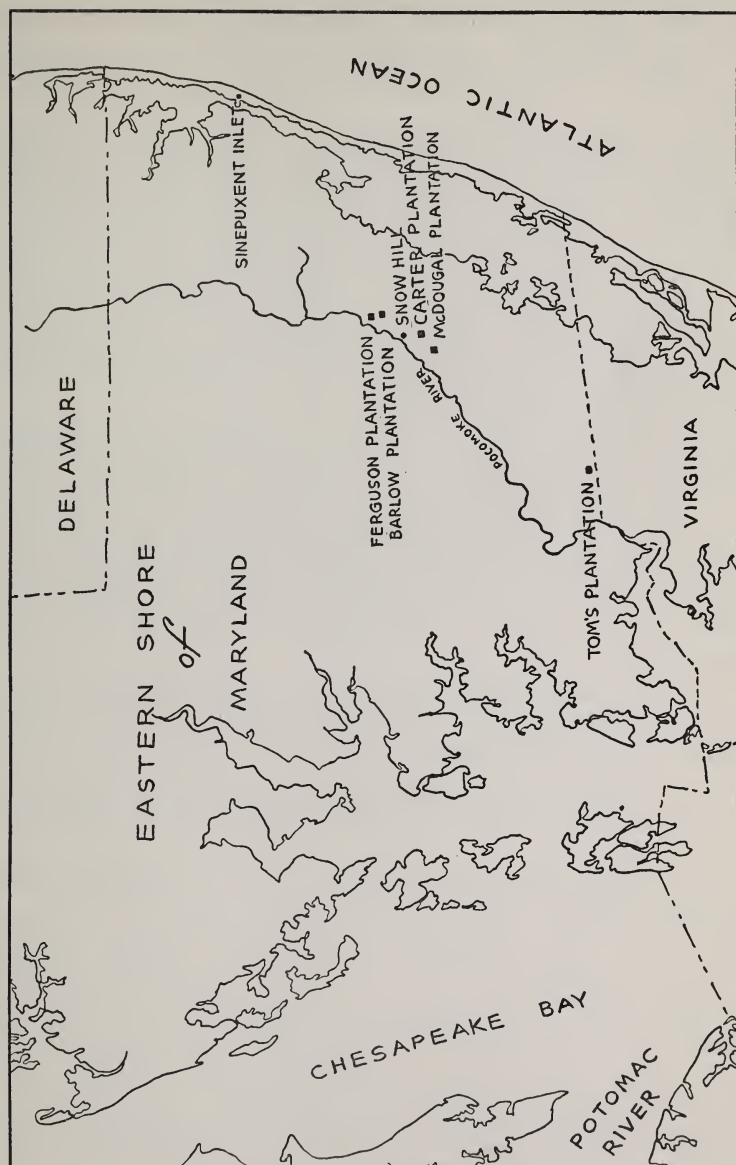 ATLANTIC OCEAN
DELAWARE
SINEPUXENT INLET
EASTERN SHORE
of
MARYLAND
FERGUSON PLANTATION
BARLOW PLANTATION
SNOW HILL
CARTER PLANTATION
McDOUGAL PLANTATION
POCOMOKE RIVER
TOM'S PLANTATION
VIRGINIA
CHESAPEAKE BAY
POTOMAC
RIVER